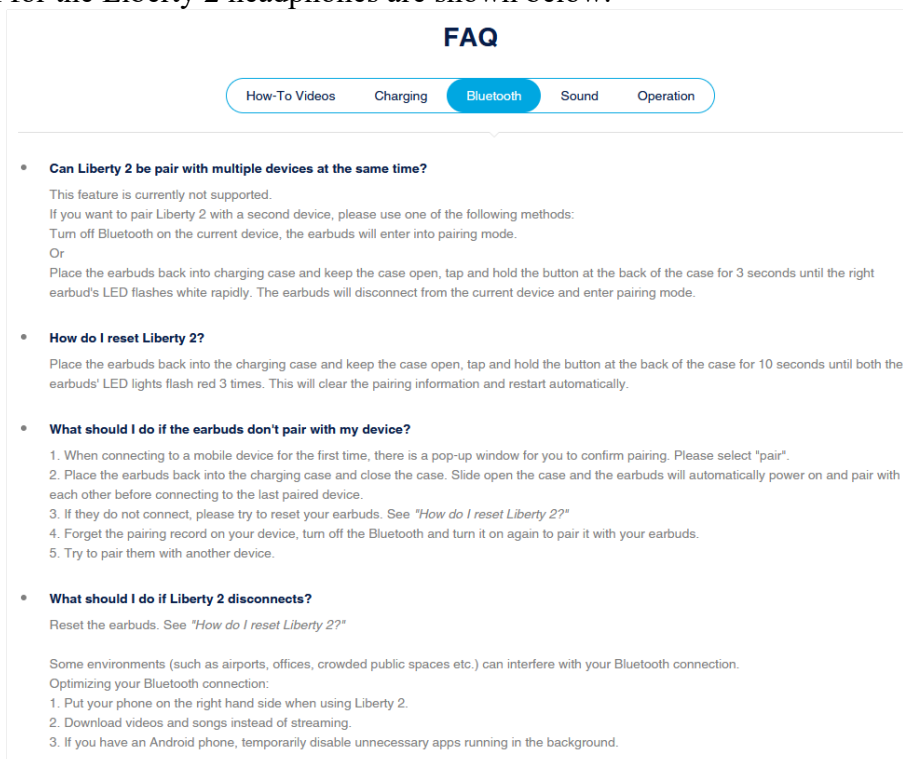 for the Liberty 2 headphones are shown below.
FAQ
How-To Videos Charging Bluetooth Sound Operation
Can Liberty 2 be pair with multiple devices at the same time?
This feature is currently not supported.
If you want to pair Liberty 2 with a second device, please use one of the following methods:
Turn off Bluetooth on the current device, the earbuds will enter into pairing mode.
Or
Place the earbuds back into charging case and keep the case open, tap and hold the button at the back of the case for 3 seconds until the right
earbud's LED flashes white rapidly. The earbuds will disconnect from the current device and enter pairing mode.
How do I reset Liberty 2?
Place the earbuds back into the charging case and keep the case open, tap and hold the button at the back of the case for 10 seconds until both the
earbuds' LED lights flash red 3 times. This will clear the pairing information and restart automatically.
What should I do if the earbuds don't pair with my device?
1. When connecting to a mobile device for the first time, there is a pop-up window for you to confirm pairing. Please select "pair".
2. Place the earbuds back into the charging case and close the case. Slide open the case and the earbuds will automatically power on and pair with
each other before connecting to the last paired device.
3. If they do not connect, please try to reset your earbuds. See "How do I reset Liberty 2?"
4. Forget the pairing record on your device, turn off the Bluetooth and turn it on again to pair it with your earbuds.
5. Try to pair them with another device.
What should I do if Liberty 2 disconnects?
Reset the earbuds. See "How do I reset Liberty 2?"
Some environments (such as airports, offices, crowded public spaces etc.) can interfere with your Bluetooth connection.
Optimizing your Bluetooth connection:
1. Put your phone on the right hand side when using Liberty 2.
2. Download videos and songs instead of streaming.
3. If you have an Android phone, temporarily disable unnecessary apps running in the background.